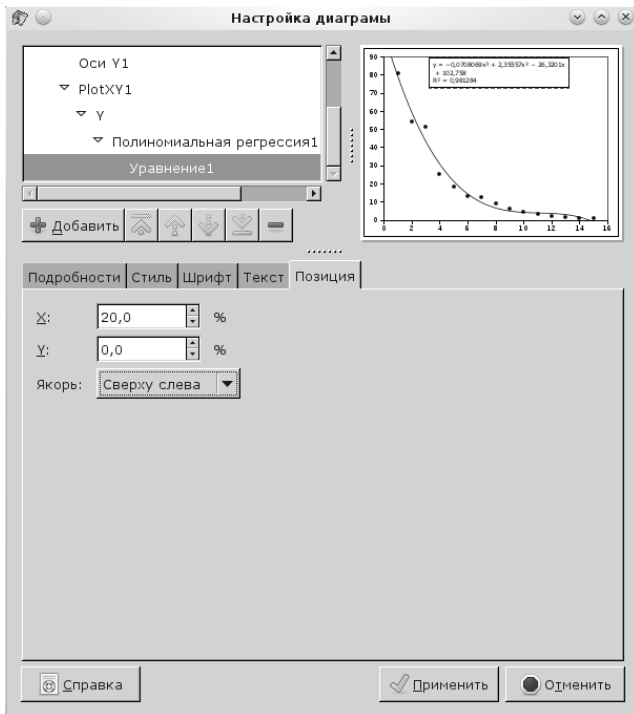 Настройка диаграмы
Оси Y1
PlotXY1
Y
Полиномиальная регрессия1
Уравнение1
Добавить
y = −0,0708069x³ + 2,35557x² − 26,3201x
+ 102,758
R² = 0,981284
90
80
70
60
50
40
30
20
10
0
0 2 4 6 8 10 12 14 16
Подробности Стиль Шрифт Текст Позиция
X: 20,0 %
Y: 0,0 %
Якорь: Сверху слева
Справка Применить Отменить